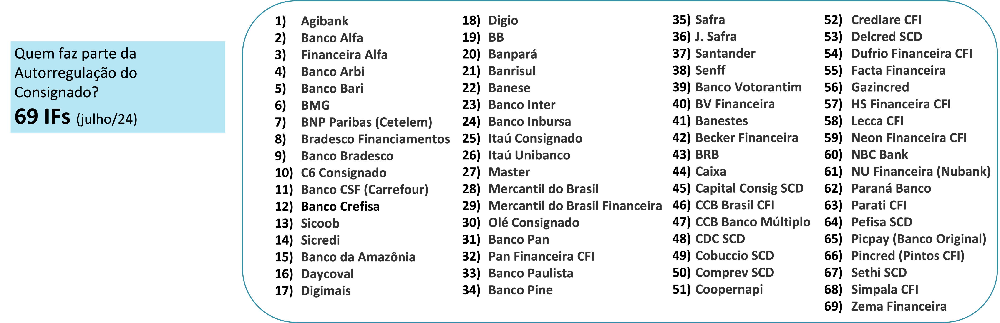 Quem faz parte da
Autorregulação do
Consignado?
69 IFs (julho/24)
1) Agibank
2) Banco Alfa
3) Financeira Alfa
4) Banco Arbi
5) Banco Bari
6) BMG
7) BNP Paribas (Cetelem)
8) Bradesco Financiamentos
9) Banco Bradesco
10) C6 Consignado
11) Banco CSF (Carrefour)
12) Banco Crefisa
13) Sicoob
14) Sicredi
15) Banco da Amazônia
16) Daycoval
17) Digimais
18) Digio
19) BB
20) Banpará
21) Banrisul
22) Banese
23) Banco Inter
24) Banco Inbursa
25) Itaú Consignado
26) Itaú Unibanco
27) Master
28) Mercantil do Brasil
29) Mercantil do Brasil Financeira
30) Olé Consignado
31) Banco Pan
32) Pan Financeira CFI
33) Banco Paulista
34) Banco Pine
35) Safra
36) J. Safra
37) Santander
38) Senff
39) Banco Votorantim
40) BV Financeira
41) Banestes
42) Becker Financeira
43) BRB
44) Caixa
45) Capital Consig SCD
46) CCB Brasil CFI
47) CCB Banco Múltiplo
48) CDC SCD
49) Cobuccio SCD
50) Comprev SCD
51) Coopernapi
52) Crediare CFI
53) Delcred SCD
54) Dufrio Financeira CFI
55) Facta Financeira
56) Gazincred
57) HS Financeira CFI
58) Lecca CFI
59) Neon Financeira CFI
60) NBC Bank
61) NU Financeira (Nubank)
62) Paraná Banco
63) Parati CFI
64) Pefisa SCD
65) Picpay (Banco Original)
66) Pincred (Pintos CFI)
67) Sethi SCD
68) Simpala CFI
69) Zema Financeira